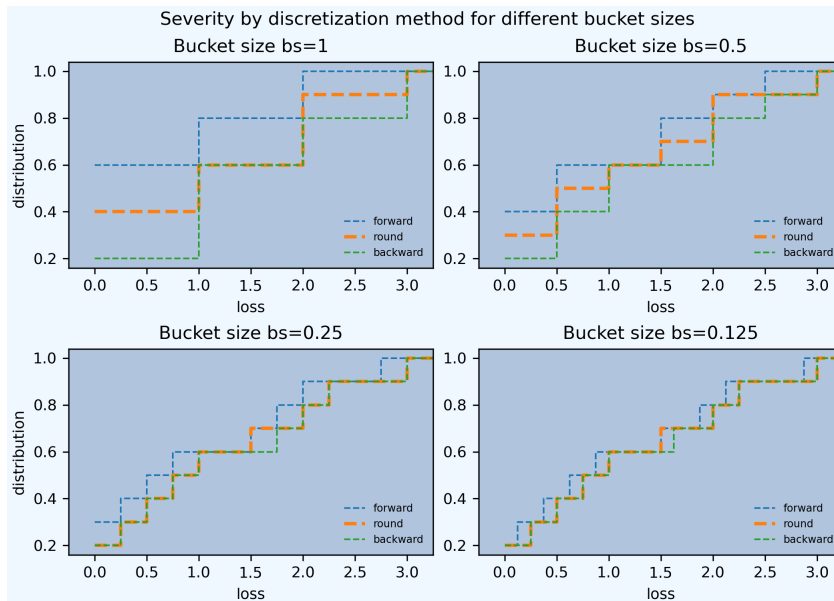 Severity by discretization method for different bucket sizes
Bucket size bs=1
1.0
0.8
0.6
0.4
0.2
distribution
forward
round
backward
0.0 0.5 1.0 1.5 2.0 2.5 3.0
loss
Bucket size bs=0.5
1.0
0.8
0.6
0.4
0.2
forward
round
backward
0.0 0.5 1.0 1.5 2.0 2.5 3.0
loss
Bucket size bs=0.25
1.0
0.8
0.6
0.4
0.2
distribution
forward
round
backward
0.0 0.5 1.0 1.5 2.0 2.5 3.0
loss
Bucket size bs=0.125
1.0
0.8
0.6
0.4
0.2
forward
round
backward
0.0 0.5 1.0 1.5 2.0 2.5 3.0
loss